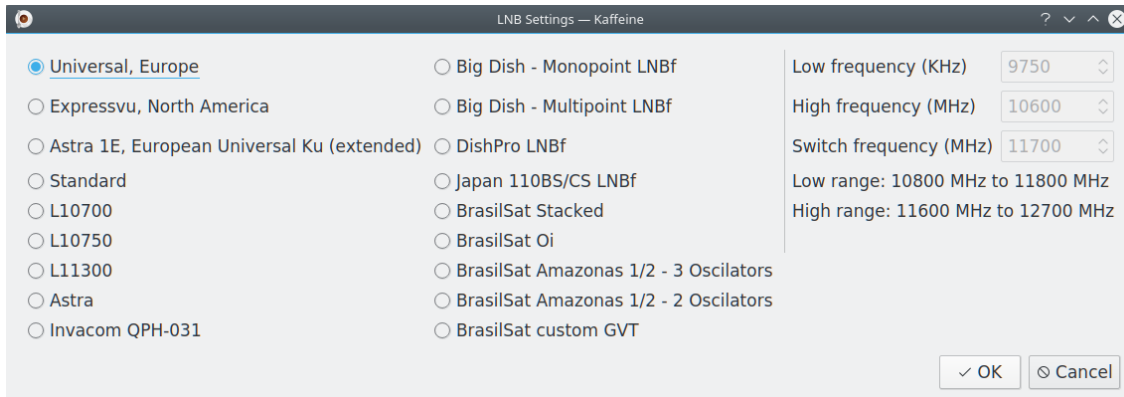 LNB Settings — Kaffeine
Universal, Europe
Expressvu, North America
Astra 1E, European Universal Ku (extended)
Standard
L10700
L10750
L11300
Astra
Invacom QPH-031
Big Dish - Monopoint LNBf
Big Dish - Multipoint LNBf
DishPro LNBf
Japan 110BS/CS LNBf
BrasilSat Stacked
BrasilSat Oi
BrasilSat Amazonas 1/2 - 3 Oscilators
BrasilSat Amazonas 1/2 - 2 Oscilators
BrasilSat custom GVT
Low frequency (KHz) 9750
High frequency (MHz) 10600
Switch frequency (MHz) 11700
Low range: 10800 MHz to 11800 MHz
High range: 11600 MHz to 12700 MHz
OK
Cancel